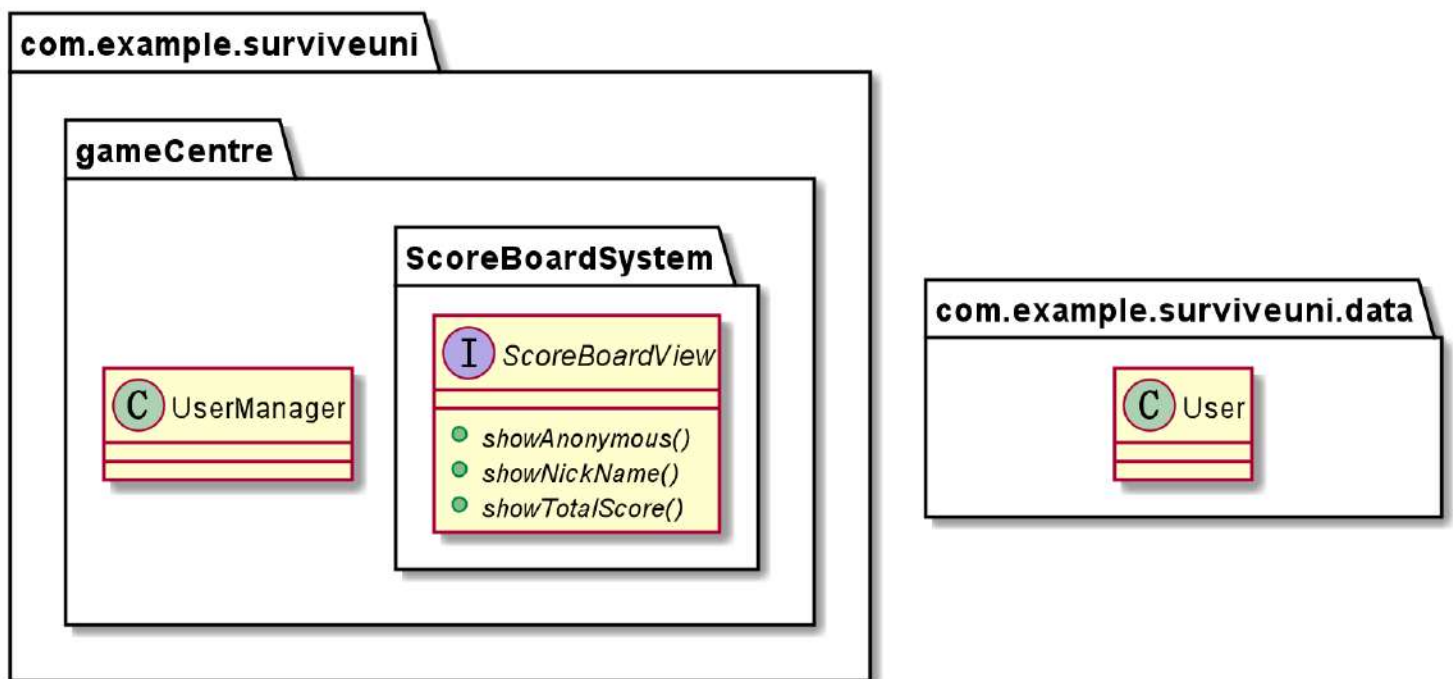 com.example.surviveuni
gameCentre
ScoreBoardSystem
I ScoreBoardView
showAnonymous()
showNickName()
showTotalScore()
C UserManager
com.example.surviveuni.data
C User